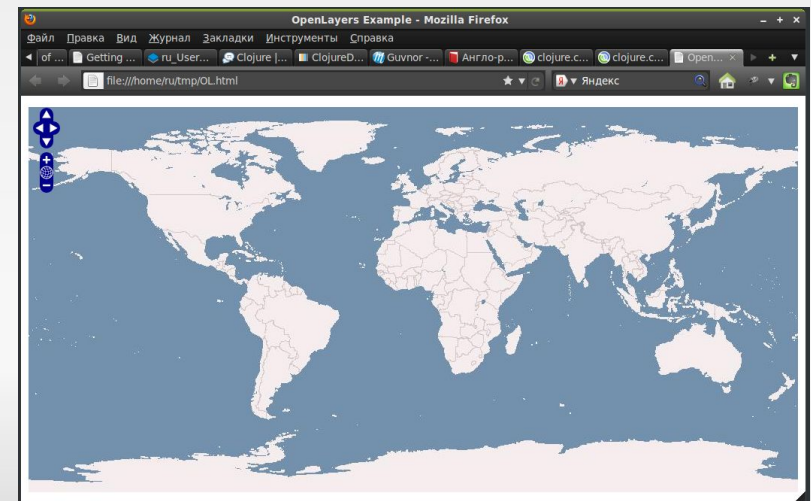 OpenLayers Example - Mozilla Firefox
Файл Правка Вид Журнал Закладки Инструменты Справка
of ... Getting ... ru_User... Clojure |... ClojureD... Guvnor -... Англо-р... clojure.c... clojure.c... Open...
file:///home/ru/tmp/OL.html Яндекс